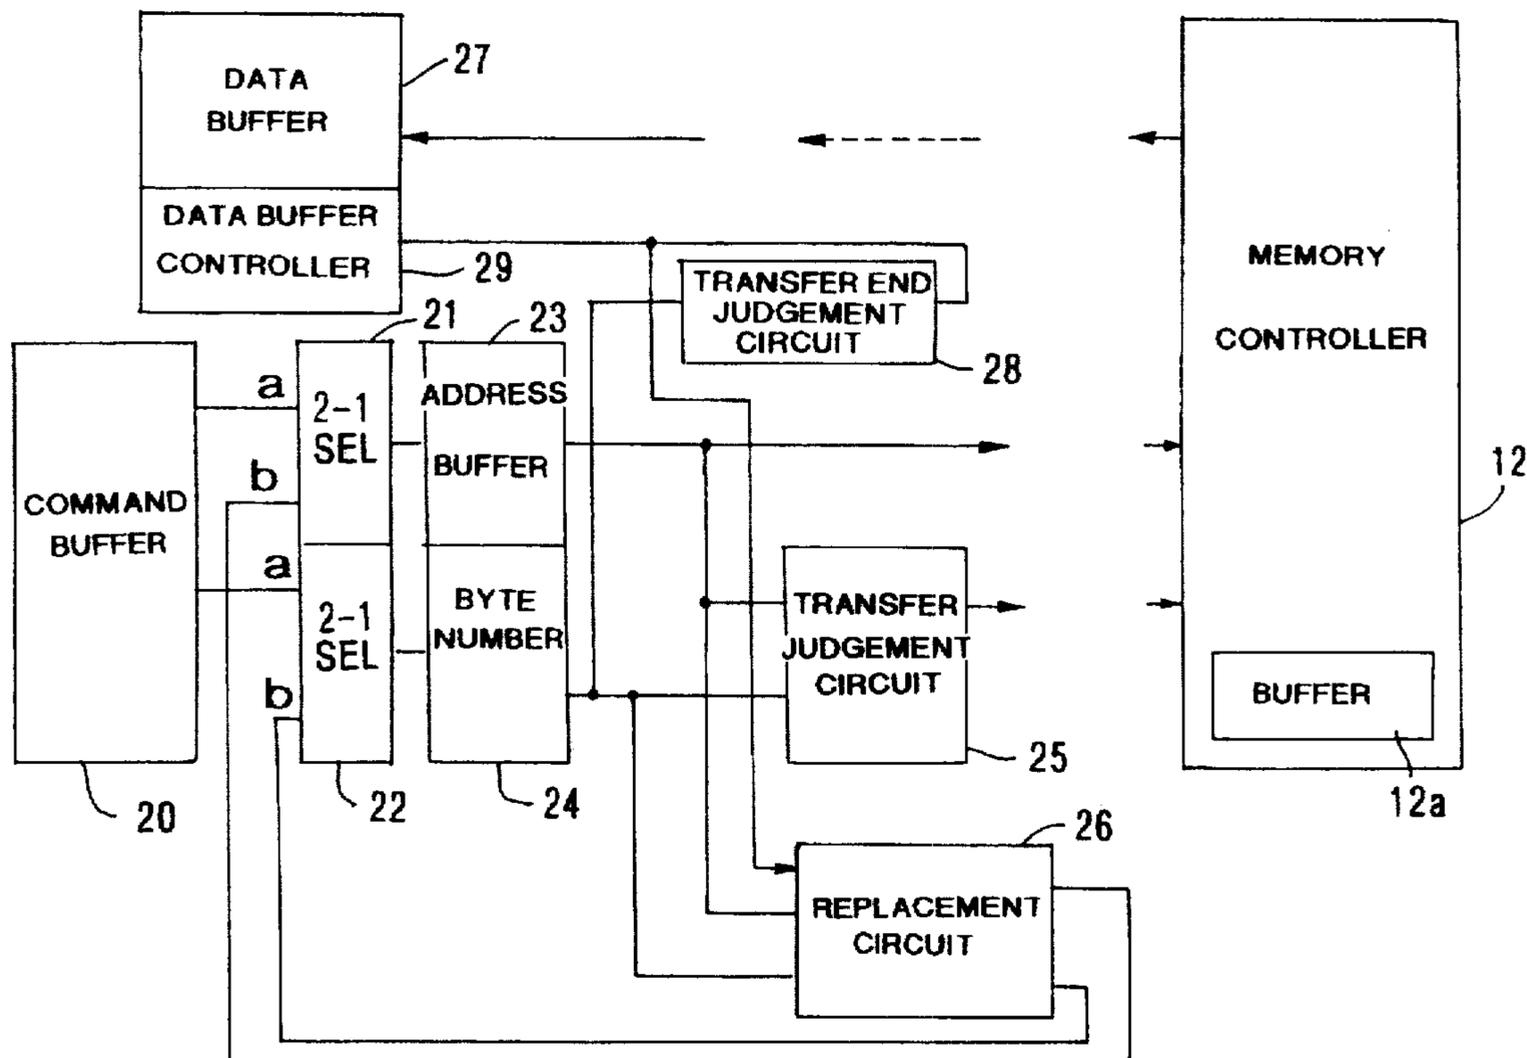 DATA
BUFFER
27
DATA BUFFER
CONTROLLER
29
MEMORY
CONTROLLER
TRANSFER END
JUDGEMENT
CIRCUIT
28
21
23
a
2-1
SEL
ADDRESS
BUFFER
b
COMMAND
BUFFER
12
a
2-1
SEL
BYTE
NUMBER
TRANSFER
JUDGEMENT
CIRCUIT
b
BUFFER
25
20
22
24
12a
26
REPLACEMENT
CIRCUIT